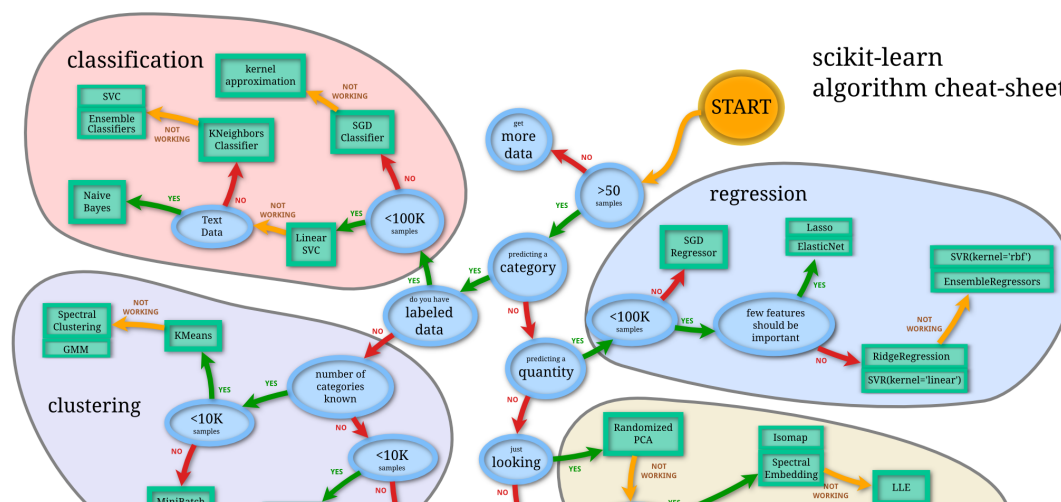 scikit-learn
algorithm cheat-sheet
classification
kernel
approximation
NOT
WORKING
SVC
Ensemble
Classifiers
NOT
WORKING
KNeighbors
Classifier
SGD
Classifier
NO
Naive
Bayes
YES
NO
Text
Data
NOT
WORKING
Linear
SVC
YES
<100K
samples
START
get
more
data
NO
>50
samples
YES
predicting a
category
YES
NO
do you have
labeled
data
YES
NO
predicting a
quantity
YES
NO
just
looking
YES
NO
regression
SGD
Regressor
NO
<100K
samples
YES
Lasso
ElasticNet
YES
few features
should be
important
NO
SVR(kernel='rbf')
EnsembleRegressors
NOT
WORKING
RidgeRegression
SVR(kernel='linear')
clustering
Spectral
Clustering
GMM
NOT
WORKING
KMeans
YES
number of
categories
known
YES
NO
<10K
samples
NO
MiniBatch
<10K
samples
YES
NO
Randomized
PCA
NOT
WORKING
YES
Isomap
Spectral
Embedding
NOT
WORKING
LLE